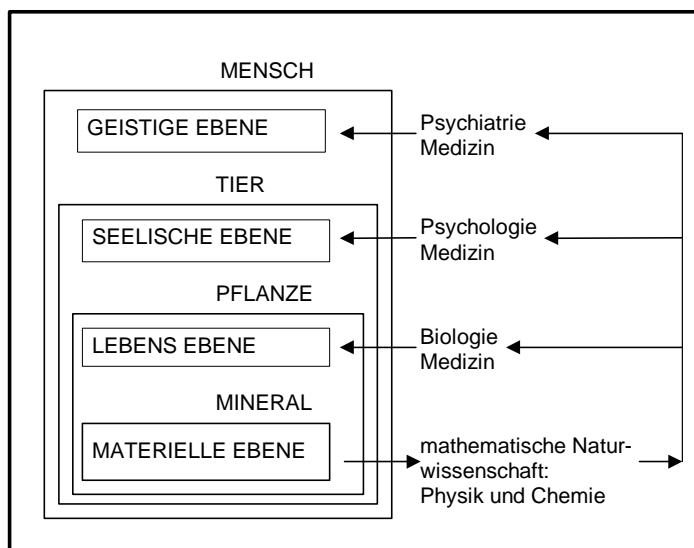 MENSCH
GEISTIGE EBENE
Psychiatrie
Medizin
TIER
SEELISCHE EBENE
Psychologie
Medizin
PFLANZE
LEBENS EBENE
Biologie
Medizin
MINERAL
MATERIELLE EBENE
mathematische Natur-
wissenschaft:
Physik und Chemie